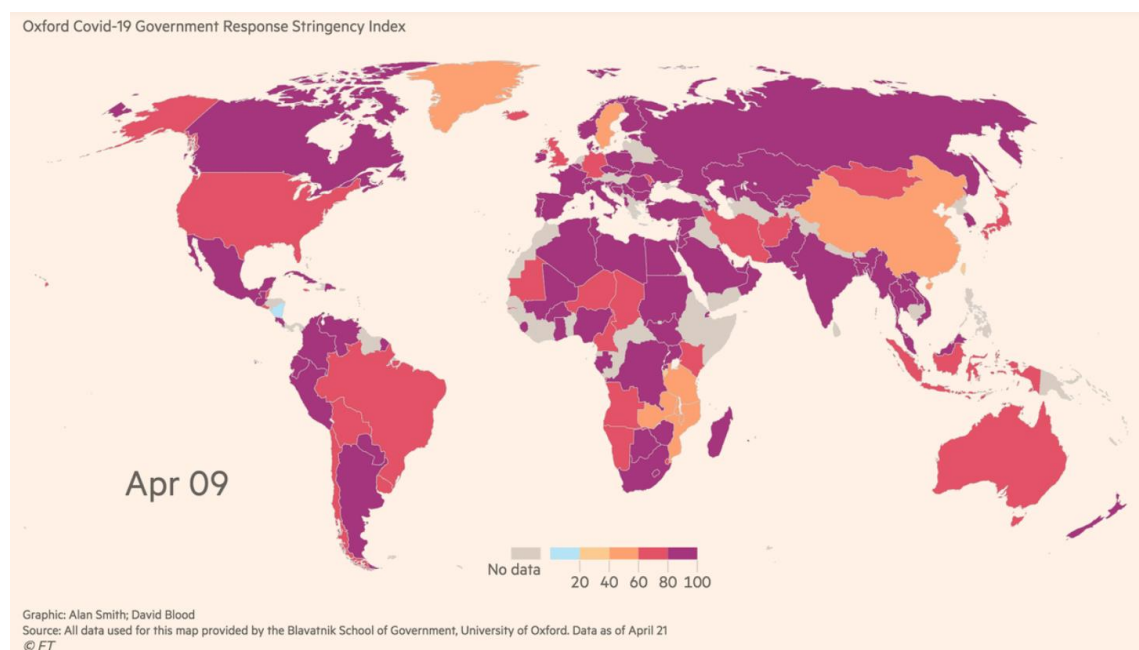 Oxford Covid-19 Government Response Stringency Index
Apr 09
No data
20 40 60 80 100
Graphic: Alan Smith; David Blood
Source: All data used for this map provided by the Blavatnik School of Government, University of Oxford. Data as of April 21
© FT